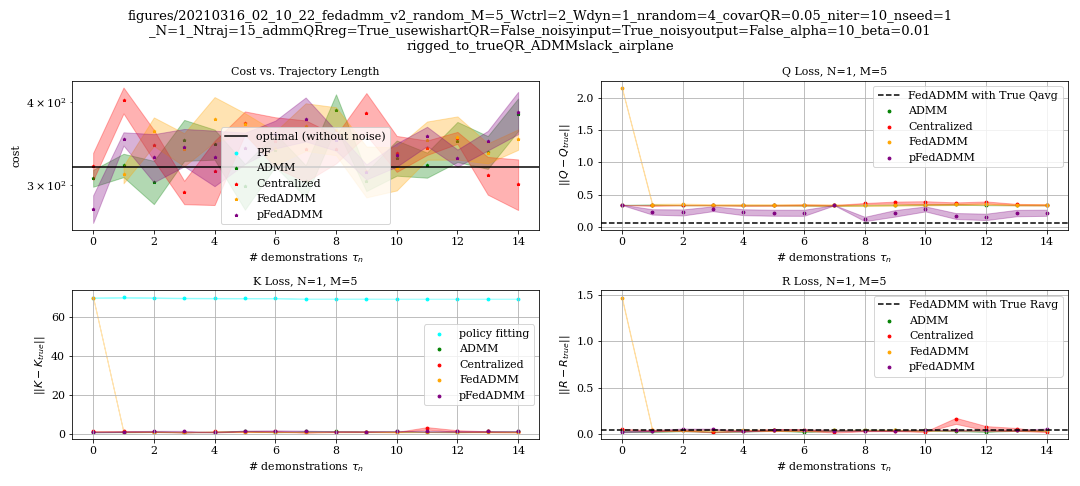 figures/20210316_02_10_22_fedadmm_v2_random_M=5_Wctrl=2_Wdyn=1_nrandom=4_covarQR=0.05_niter=10_nseed=1
_N=1_Ntraj=15_admmQRreg=True_usewishartQR=False_noisyinput=True_noisyoutput=False_alpha=10_beta=0.01
rigged_to_trueQR_ADMMslack_airplane
Cost vs. Trajectory Length
4 × 10²
3 × 10²
cost
optimal (without noise)
PF
ADMM
Centralized
FedADMM
pFedADMM
0 2 4 6 8 10 12 14
# demonstrations τₙ
Q Loss, N=1, M=5
2.0
1.5
1.0
0.5
0.0
||Q − Q_{true}||
FedADMM with True Qavg
ADMM
Centralized
FedADMM
pFedADMM
0 2 4 6 8 10 12 14
# demonstrations τₙ
K Loss, N=1, M=5
60
40
20
0
||K − K_{true}||
policy fitting
ADMM
Centralized
FedADMM
pFedADMM
0 2 4 6 8 10 12 14
# demonstrations τₙ
R Loss, N=1, M=5
1.5
1.0
0.5
0.0
||R − R_{true}||
FedADMM with True Ravg
ADMM
Centralized
FedADMM
pFedADMM
0 2 4 6 8 10 12 14
# demonstrations τₙ